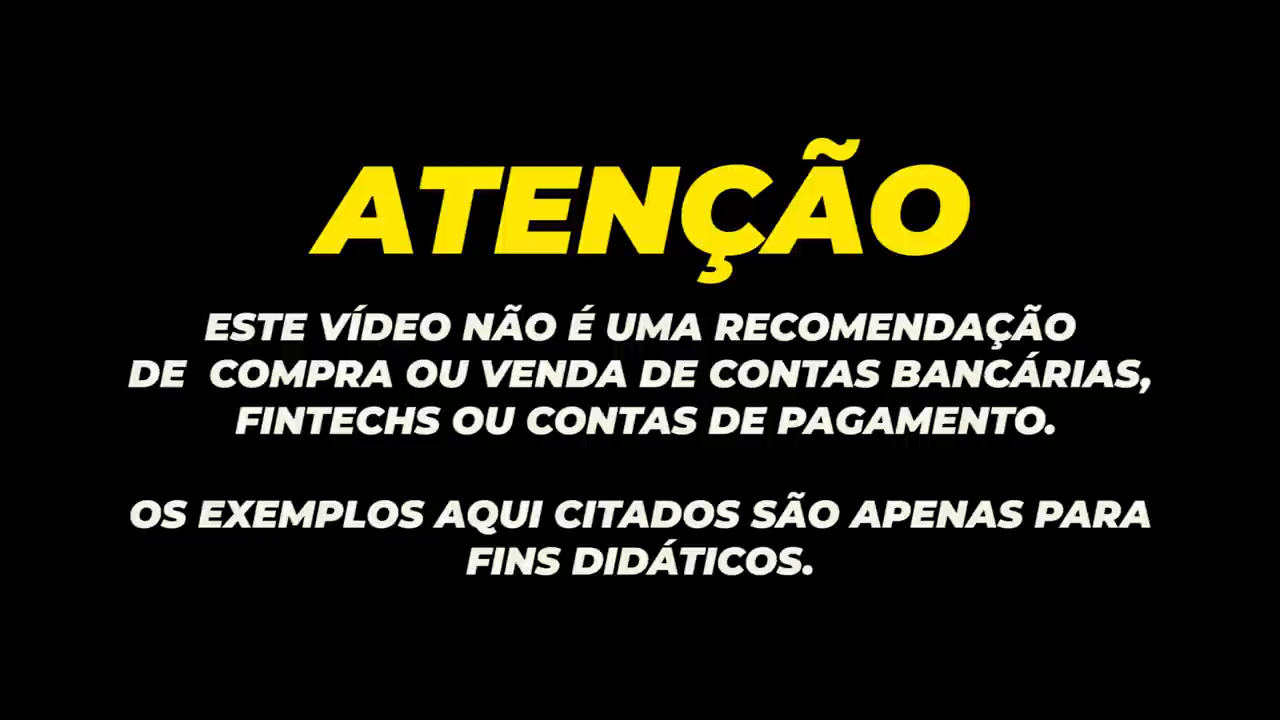 ATENÇÃO
ESTE VÍDEO NÃO É UMA RECOMENDAÇÃO
DE COMPRA OU VENDA DE CONTAS BANCÁRIAS,
FINTECHS OU CONTAS DE PAGAMENTO.
OS EXEMPLOS AQUI CITADOS SÃO APENAS PARA
FINS DIDÁTICOS.